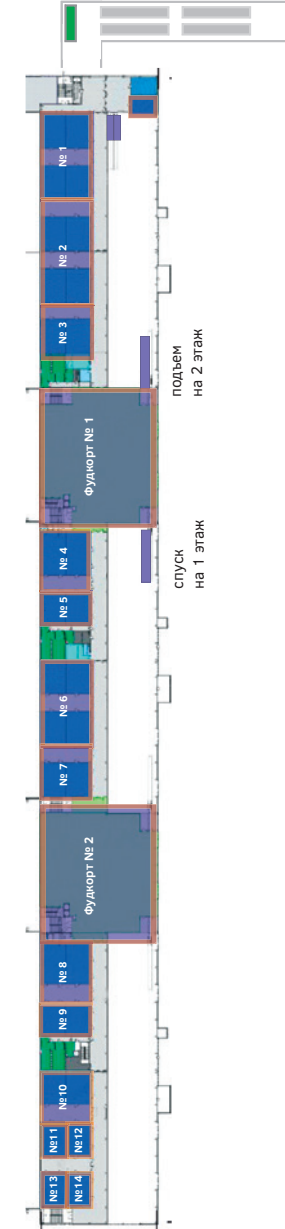 № 1
№ 2
№ 3
подъем
на 2 этаж
Фудкорт № 1
спуск
на 1 этаж
№ 4
№ 5
№ 6
№ 7
Фудкорт № 2
№ 8
№ 9
№10
№11
№12
№13
№14